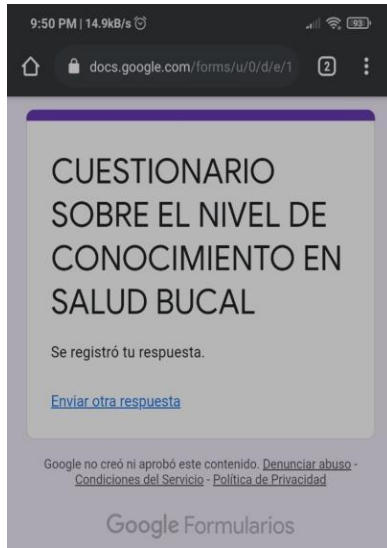 9:50 PM | 14.9kB/s
93
docs.google.com/forms/u/0/d/e/1
2
CUESTIONARIO
SOBRE EL NIVEL DE
CONOCIMIENTO EN
SALUD BUCAL
Se registró tu respuesta.
Enviar otra respuesta
Google no creó ni aprobó este contenido. Denunciar abuso -
Condiciones del Servicio - Política de Privacidad
Google Formularios